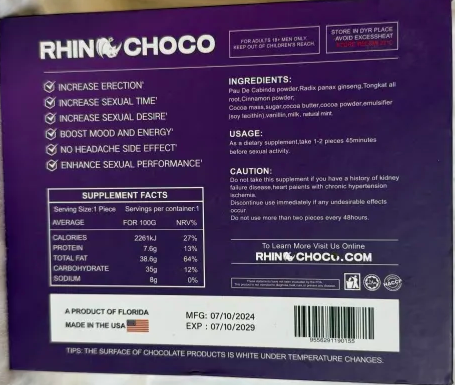 RHINO CHOCO
FOR ADULTS 18+ MEN ONLY.
KEEP OUT OF CHILDREN'S REACH
STORE IN DYR PLACE
AVOID EXCESSHEAT
INCREASE ERECTION'
INCREASE SEXUAL TIME'
INCREASE SEXUAL DESIRE'
BOOST MOOD AND ENERGY'
NO HEADACHE SIDE EFFECT'
ENHANCE SEXUAL PERFORMANCE'
INGREDIENTS:
Pau De Cabinda powder,Radix panax ginseng,Tongkat all
root,Cinnamon powder;
Cocoa mass,sugar,cocoa butter,cocoa powder,emulsifier
(soy lecithin),vanillin,milk, natural mint.
USAGE:
As a dietary supplement,take 1-2 pieces 45minutes
before sexual activity.
CAUTION:
Do not take this supplement if you have a history of kidney
failure disease,heart patents with chronic hypertension
ischemia.
Discontinue use immediately if any undesirable effects
occur
Do not use more than two pieces every 48hours.
SUPPLEMENT FACTS
Serving Size:1 Piece Servings per container:1
AVERAGE FOR 100G NRV%
CALORIES 2261kJ 27%
PROTEIN 7.6g 13%
TOTAL FAT 38.6g 64%
CARBOHYDRATE 35g 12%
SODIUM 8g 0%
To Learn More Visit Us Online
RHINOCHOCO.COM
HACCP
A PRODUCT OF FLORIDA
MADE IN THE USA
MFG: 07/10/2024
EXP : 07/10/2029
9556291190155
TIPS: THE SURFACE OF CHOCOLATE PRODUCTS IS WHITE UNDER TEMPERATURE CHANGES.